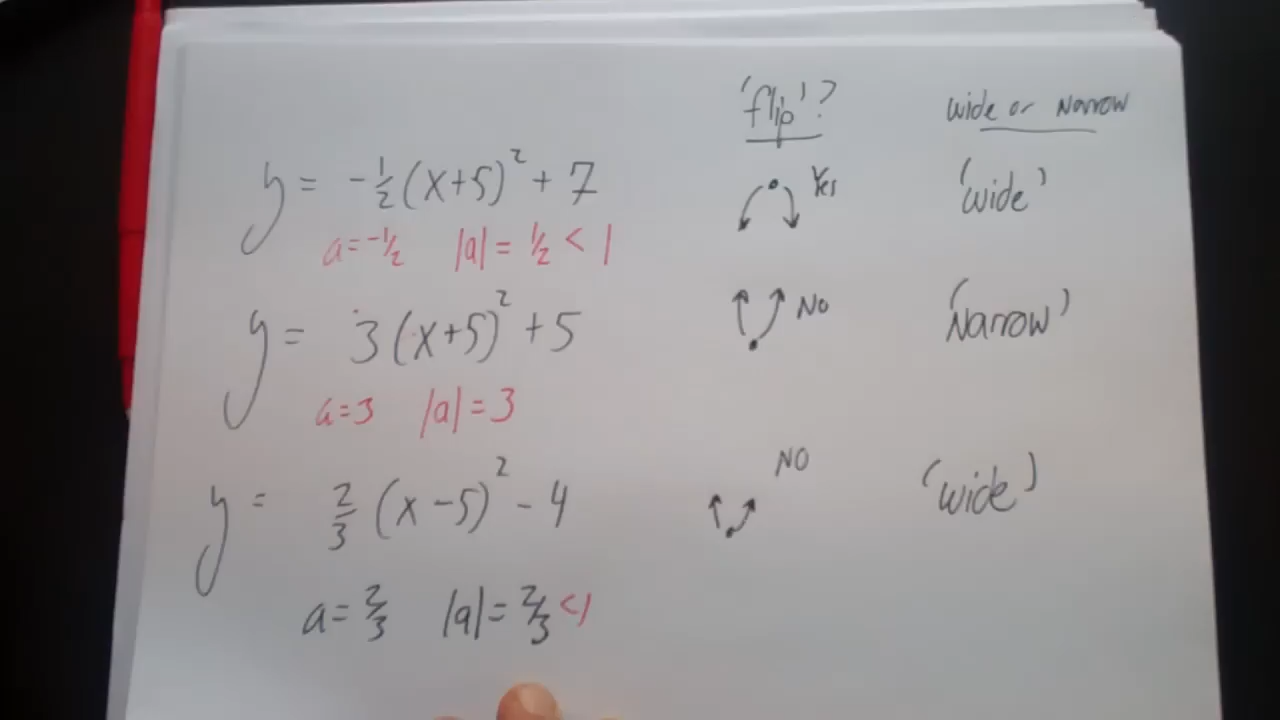 'flip'? wide or Narrow
y = -1/2 (x+5)² + 7 Yes 'wide'
a = -1/2 |a| = 1/2 < 1
y = 3(x+5)² + 5 No 'Narrow'
a = 3 |a| = 3
y = 2/3 (x-5)² - 4 NO 'wide'
a = 2/3 |a| = 2/3 < 1